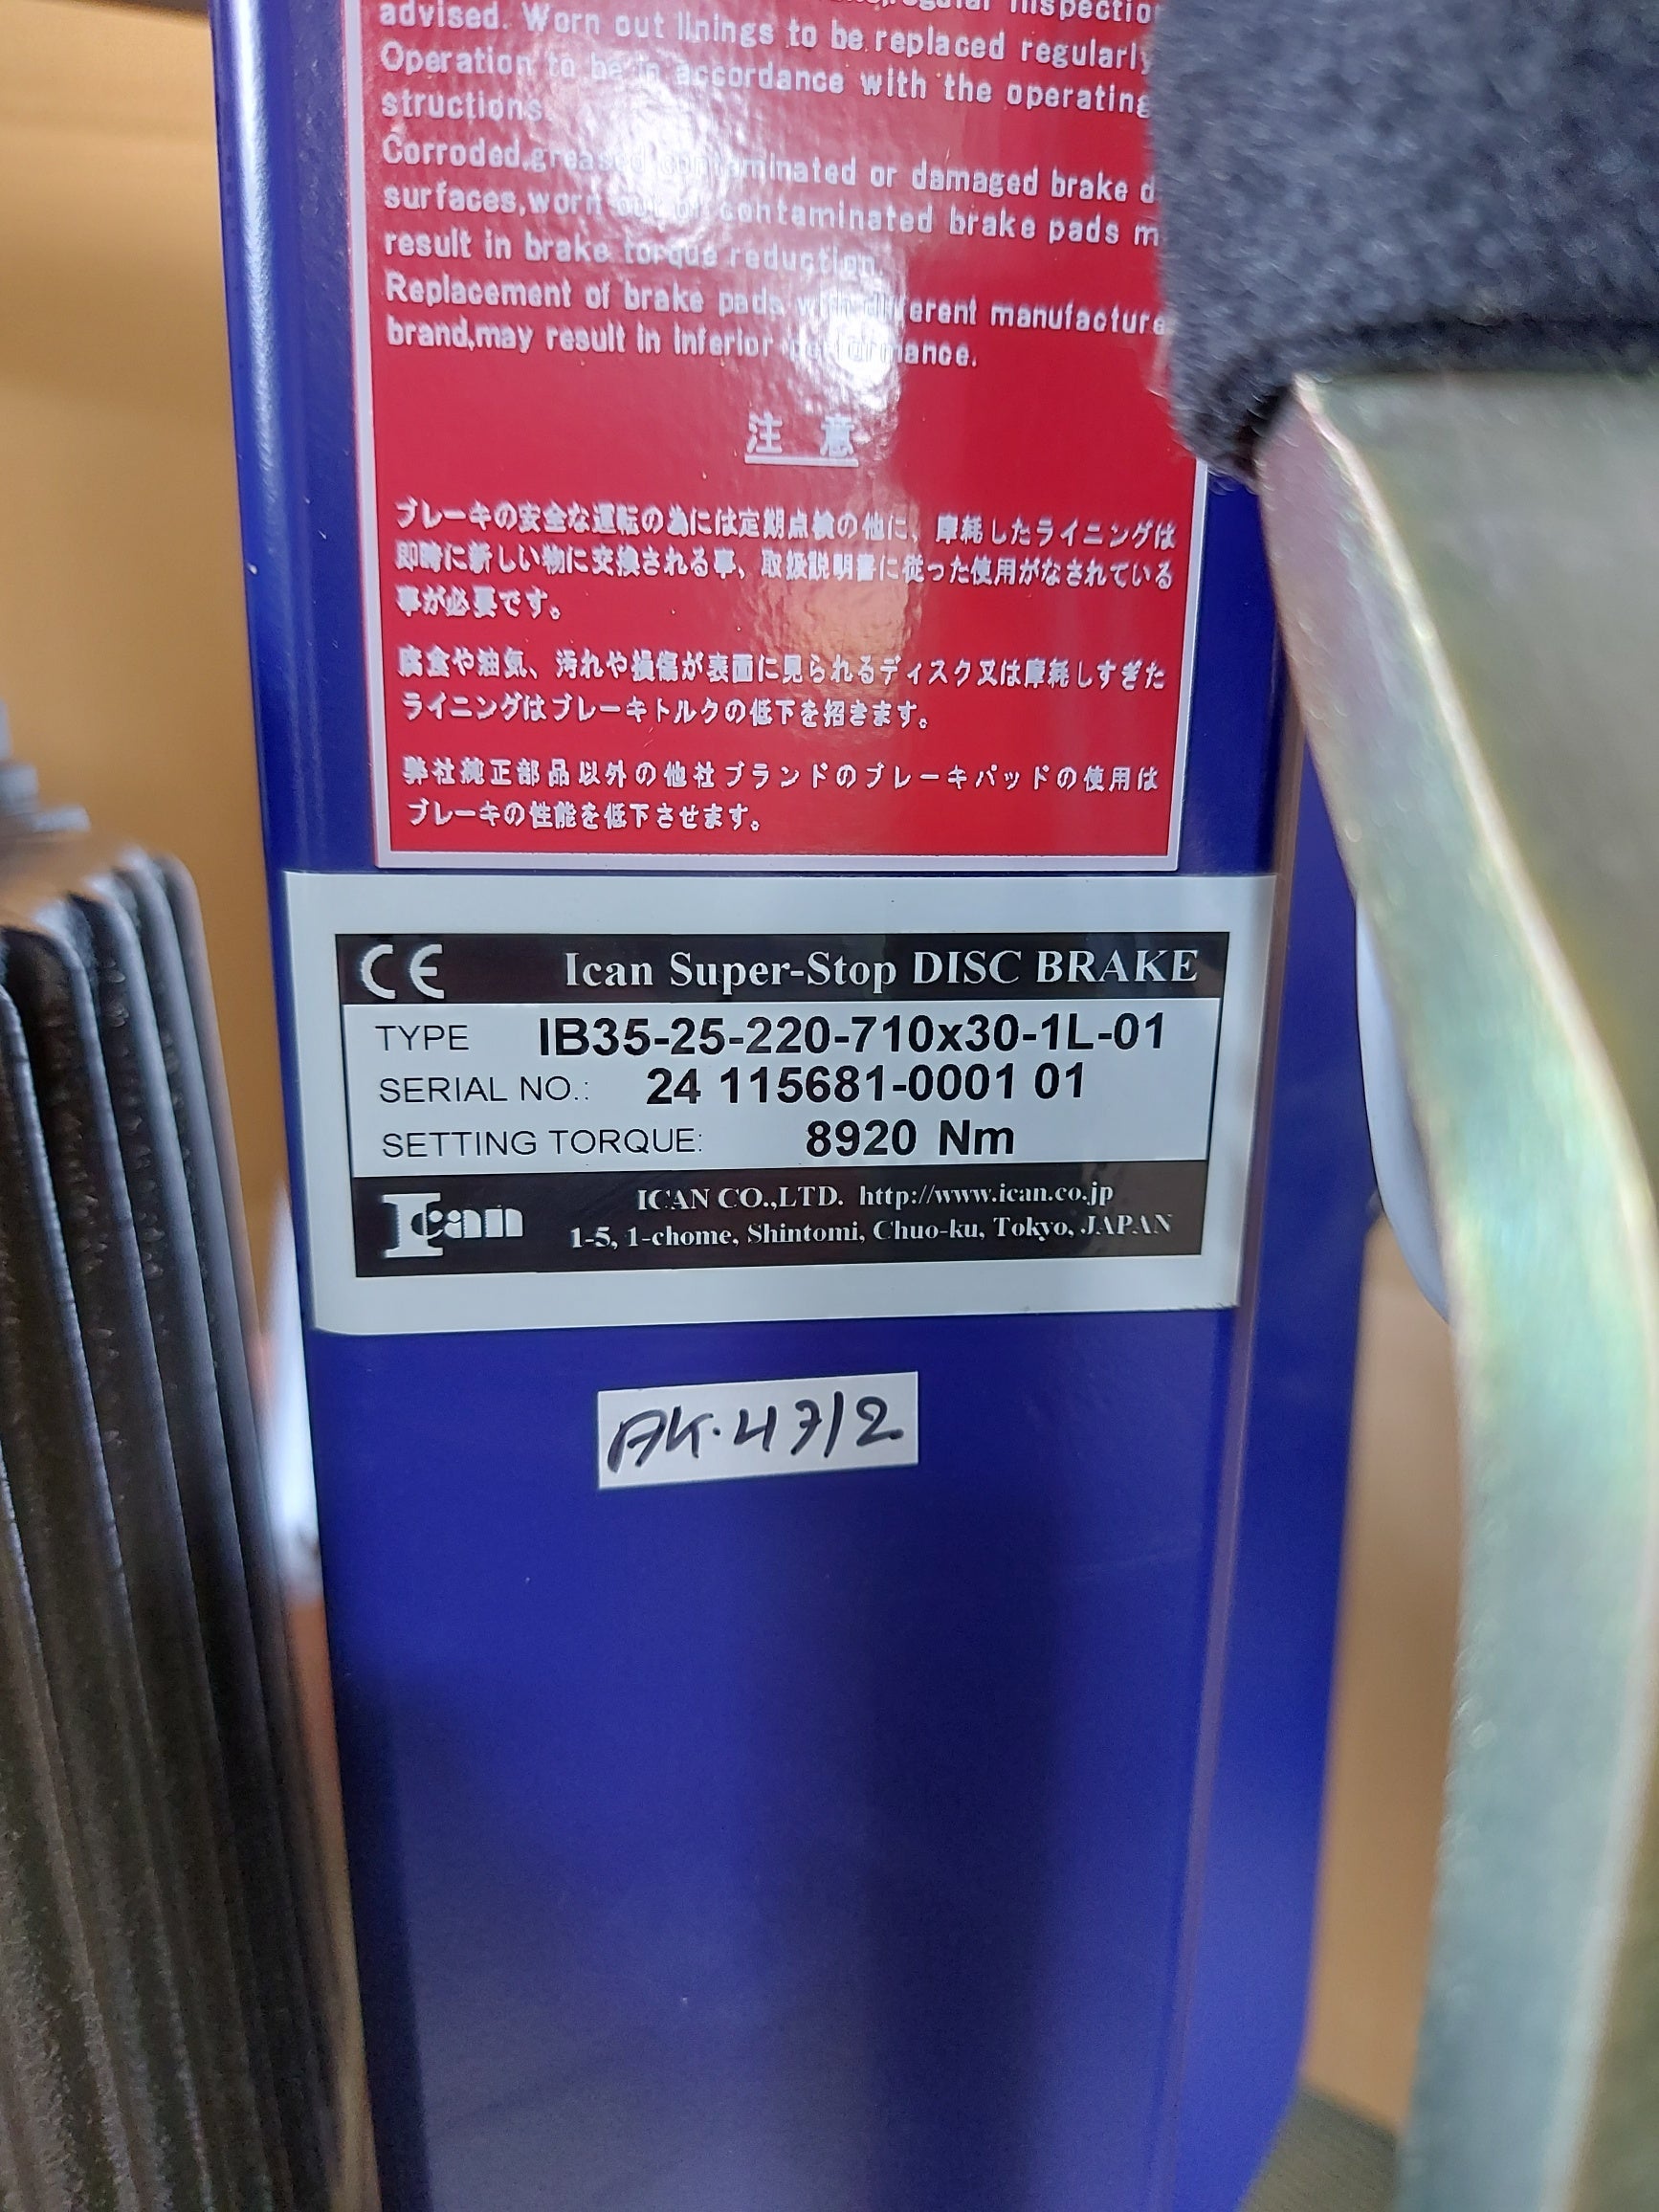 advised. Worn out linings to be replaced regularly
Operation to be in accordance with the operating
structions.
Corroded,greased contaminated or damaged brake d
surfaces,worn out or contaminated brake pads m
result in brake torque reduction.
Replacement of brake pads with different manufacture
brand,may result in inferior performance.
注 意
ブレーキの安全な運転の為には定期点検の他に、摩耗したライニングは
即時に新しい物に交換される事、取扱説明書に従った使用がなされている
事が必要です。
腐食や油気、汚れや損傷が表面に見られるディスク又は摩耗しすぎた
ライニングはブレーキトルクの低下を招きます。
弊社純正部品以外の他社ブランドのブレーキパッドの使用は
ブレーキの性能を低下させます。
CE Ican Super-Stop DISC BRAKE
TYPE IB35-25-220-710x30-1L-01
SERIAL NO.: 24 115681-0001 01
SETTING TORQUE: 8920 Nm
Ican ICAN CO.,LTD. http://www.ican.co.jp
1-5, 1-chome, Shintomi, Chuo-ku, Tokyo, JAPAN
AK.47/2